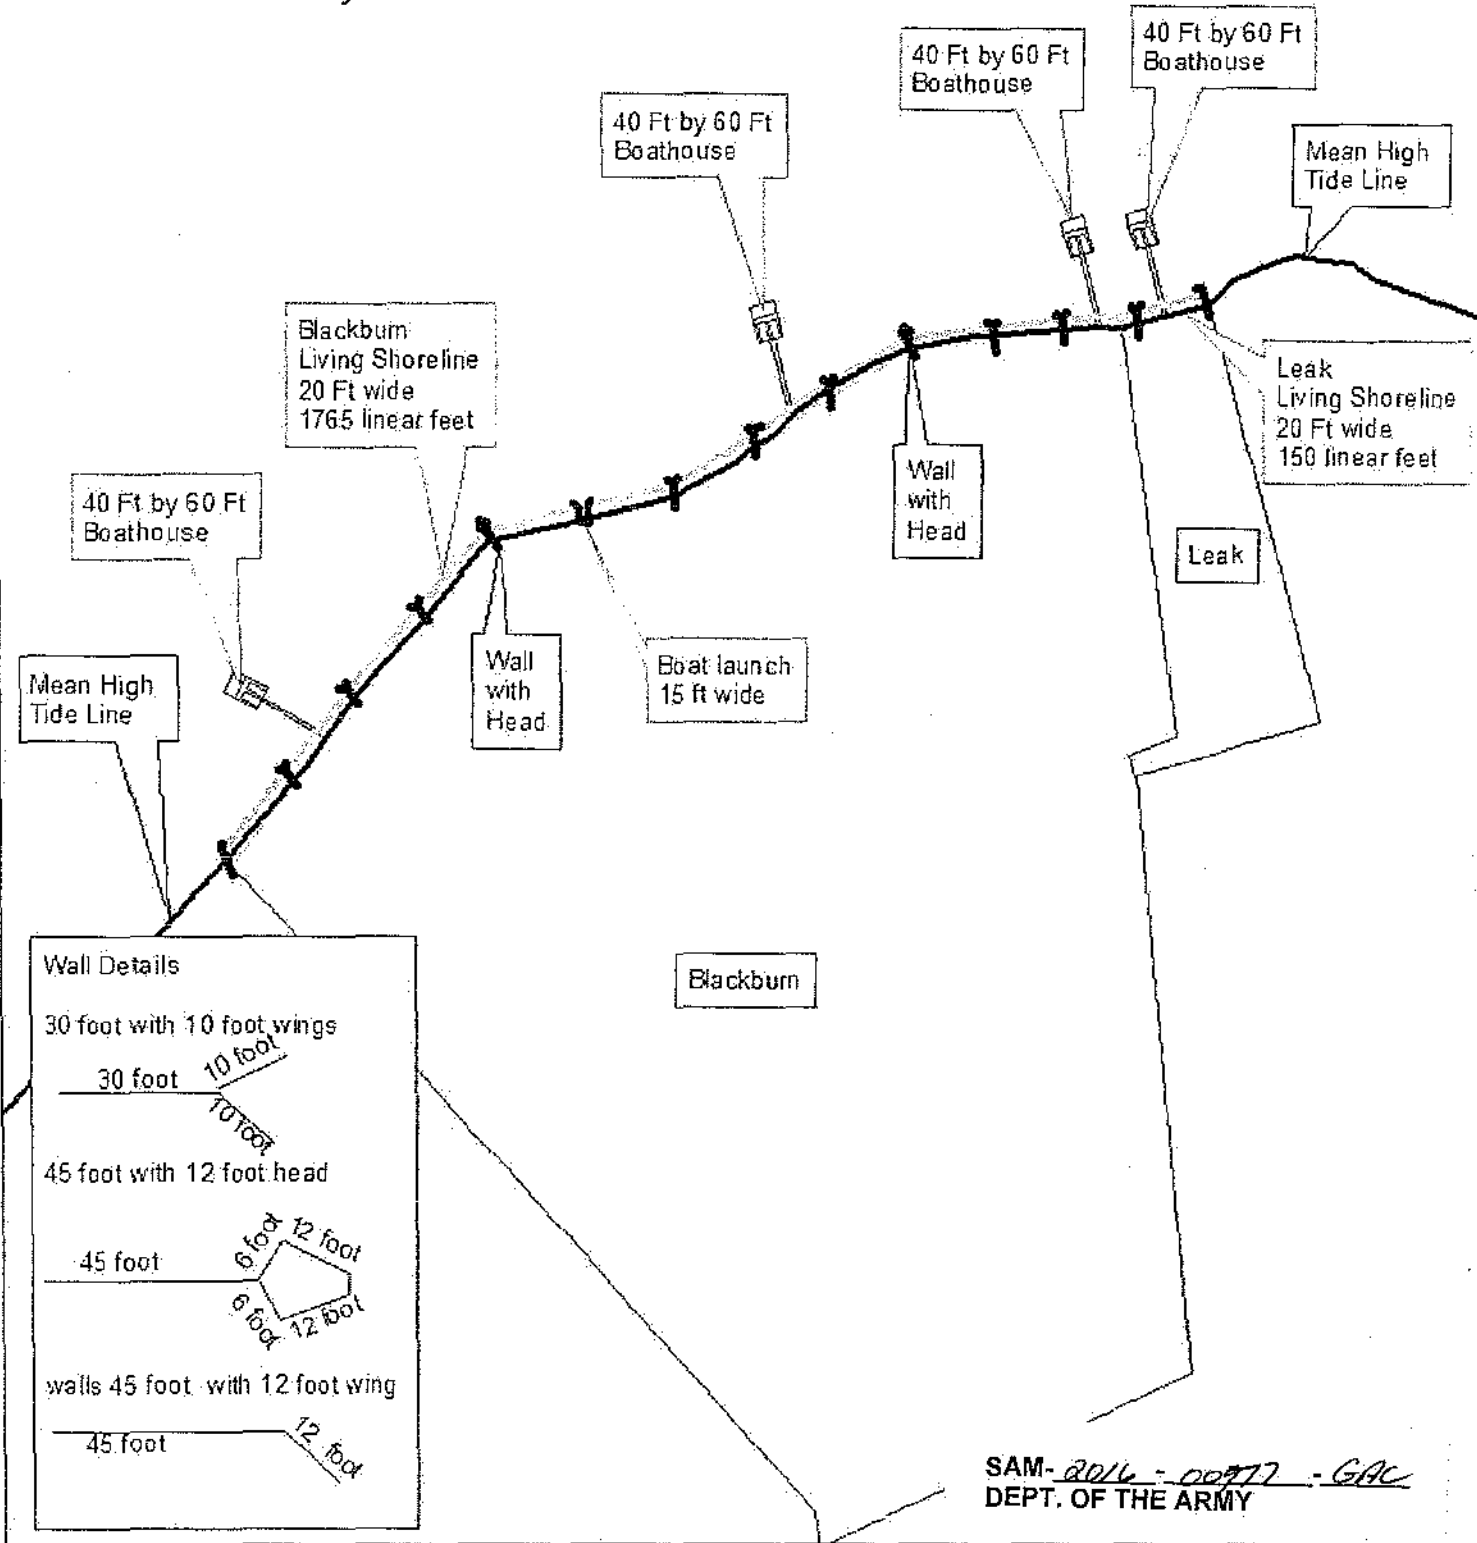 40 Ft by 60 Ft
Boathouse
40 Ft by 60 Ft
Boathouse
40 Ft by 60 Ft
Boathouse
Mean High
Tide Line
Blackburn
Living Shoreline
20 Ft wide
1765 linear feet
Leak
Living Shoreline
20 Ft wide
150 linear feet
40 Ft by 60 Ft
Boathouse
Wall
with
Head
Leak
Mean High
Tide Line
Wall
with
Head
Boat launch
15 ft wide
Wall Details
Blackburn
30 foot with 10 foot wings
10 foot
30 foot
10 foot
45 foot with 12 foot head
6 foot
12 foot
45 foot
6 foot
12 foot
walls 45 foot with 12 foot wing
45 foot
12 foot
SAM- 2016 - 00977 - GAC
DEPT. OF THE ARMY